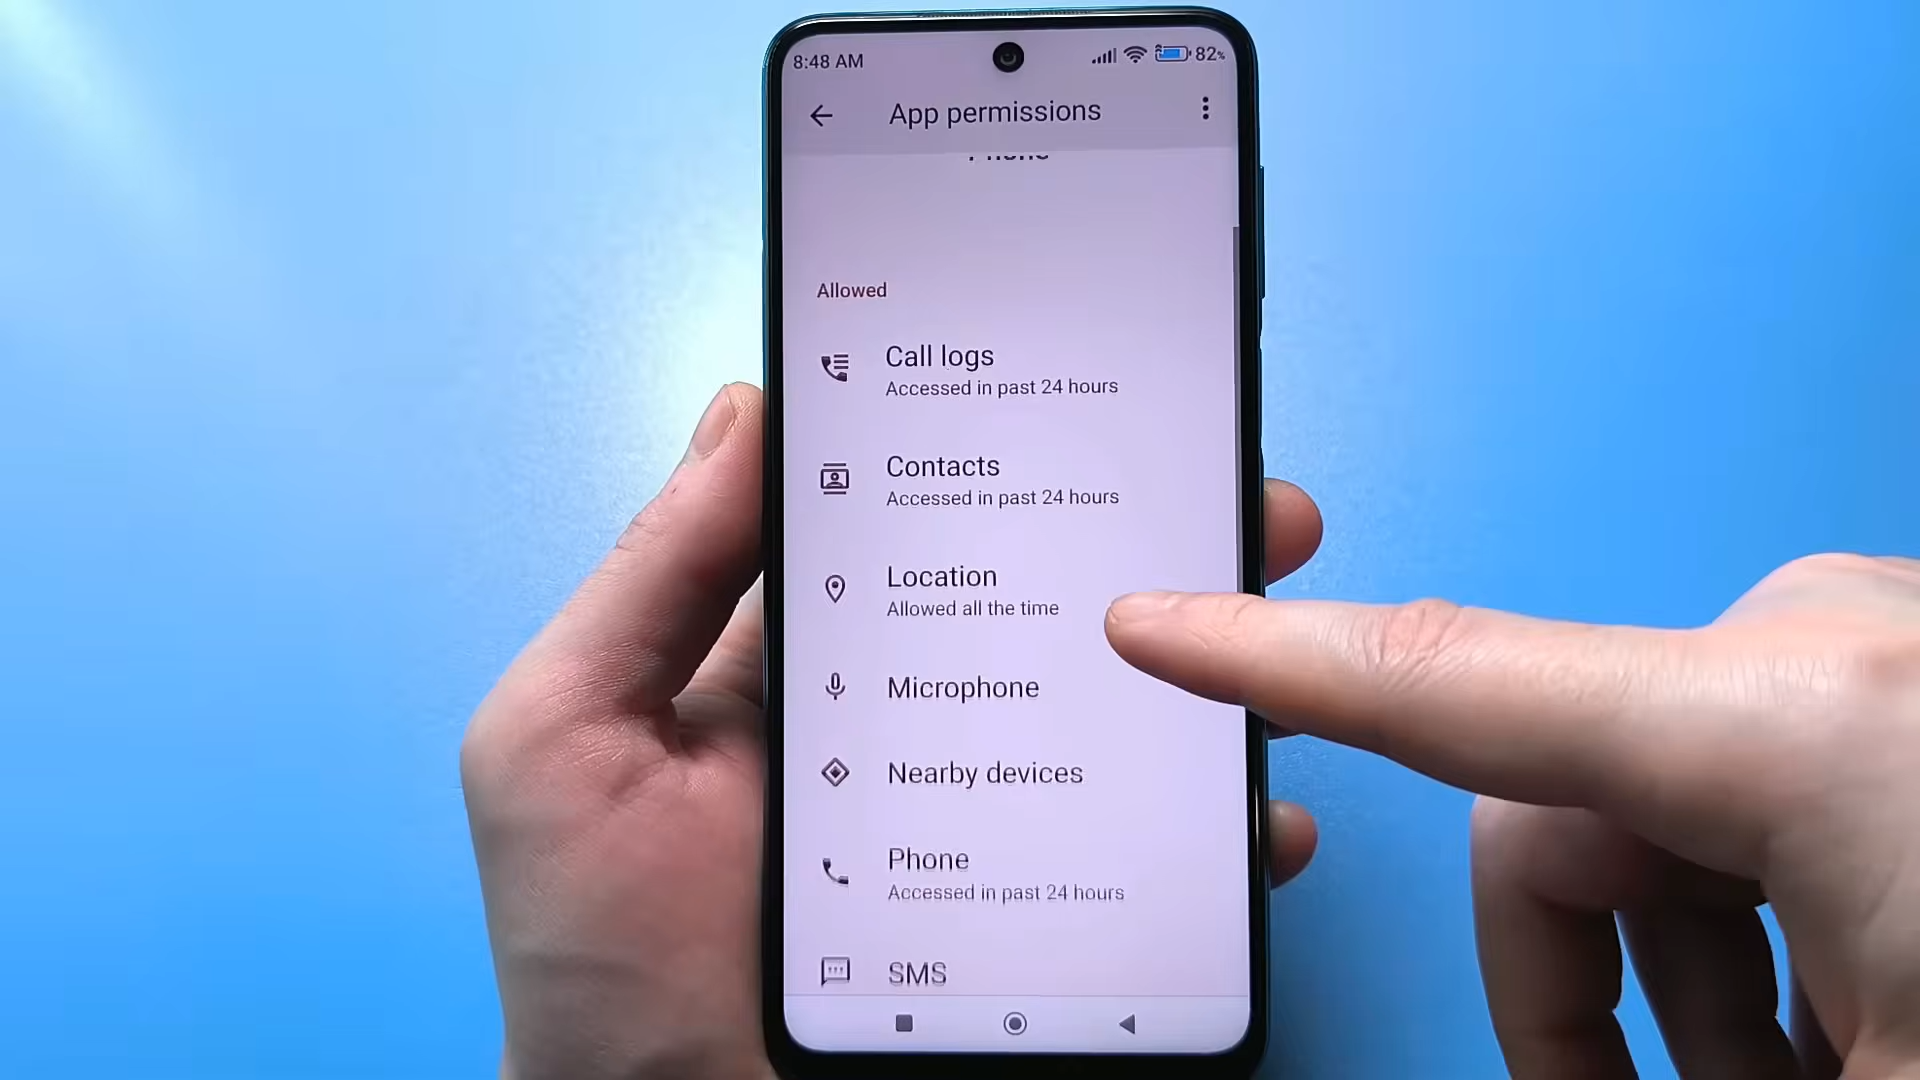 8:48 AM
82%
App permissions
Phone
Allowed
Call logs
Accessed in past 24 hours
Contacts
Accessed in past 24 hours
Location
Allowed all the time
Microphone
Nearby devices
Phone
Accessed in past 24 hours
SMS